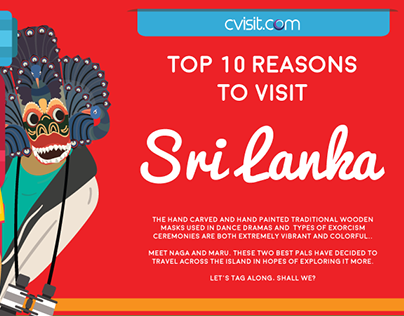 cvisit.com
TOP 10 REASONS
TO VISIT
Sri Lanka
THE HAND CARVED AND HAND PAINTED TRADITIONAL WOODEN
MASKS USED IN DANCE DRAMAS AND TYPES OF EXORCISM
CEREMONIES ARE BOTH EXTREMELY VIBRANT AND COLORFUL..
MEET NAGA AND MARU. THESE TWO BEST PALS HAVE DECIDED TO
TRAVEL ACROSS THE ISLAND IN HOPES OF EXPLORING IT MORE.
LET'S TAG ALONG. SHALL WE?